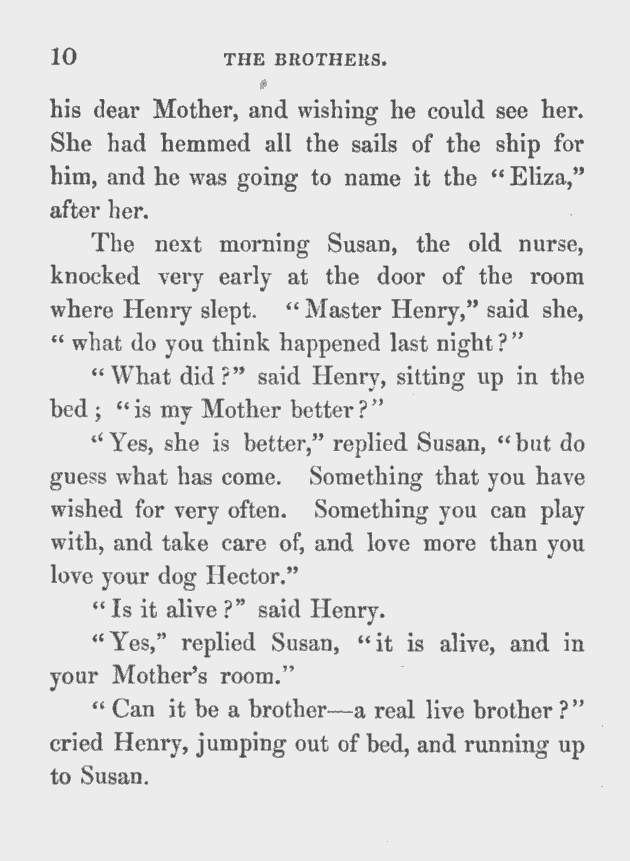 10 THE BROTHERS.
his dear Mother, and wishing he could see her.
She had hemmed all the sails of the ship for
him, and he was going to name it the “Eliza,”
after her.
The next morning Susan, the old nurse,
knocked very early at the door of the room
where Henry slept. “Master Henry,” said she,
“what do you think happened last night?”
“What did?” said Henry, sitting up in the
bed; “is my Mother better?”
“Yes, she is better,” replied Susan, “but do
guess what has come. Something that you have
wished for very often. Something you can play
with, and take care of, and love more than you
love your dog Hector.”
“Is it alive?” said Henry.
“Yes,” replied Susan, “it is alive, and in
your Mother’s room.”
“Can it be a brother—a real live brother?”
cried Henry, jumping out of bed, and running up
to Susan.